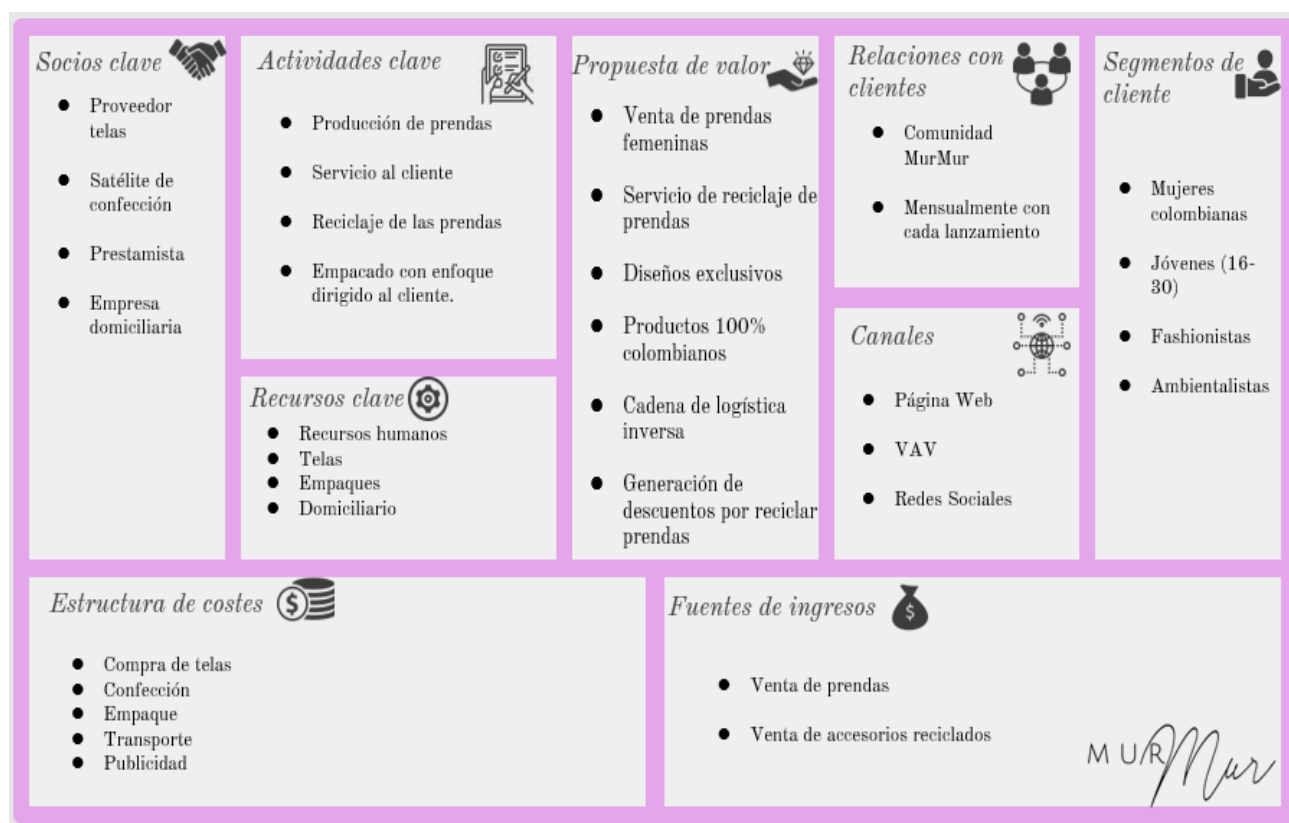 Socios clave
● Proveedor
telas
● Satélite de
confección
● Prestamista
● Empresa
domiciliaria
Actividades clave
● Producción de prendas
● Servicio al cliente
● Reciclaje de las prendas
● Empacado con enfoque
dirigido al cliente.
Recursos clave
● Recursos humanos
● Telas
● Empaques
● Domiciliario
Propuesta de valor
● Venta de prendas
femeninas
● Servicio de reciclaje de
prendas
● Diseños exclusivos
● Productos 100%
colombianos
● Cadena de logística
inversa
● Generación de
descuentos por reciclar
prendas
Relaciones con
clientes
● Comunidad
MurMur
● Mensualmente con
cada lanzamiento
Canales
● Página Web
● VAV
● Redes Sociales
Segmentos de
cliente
● Mujeres
colombianas
● Jóvenes (16-
30)
● Fashionistas
● Ambientalistas
Estructura de costes
● Compra de telas
● Confección
● Empaque
● Transporte
● Publicidad
Fuentes de ingresos
● Venta de prendas
● Venta de accesorios reciclados
MUR Mur